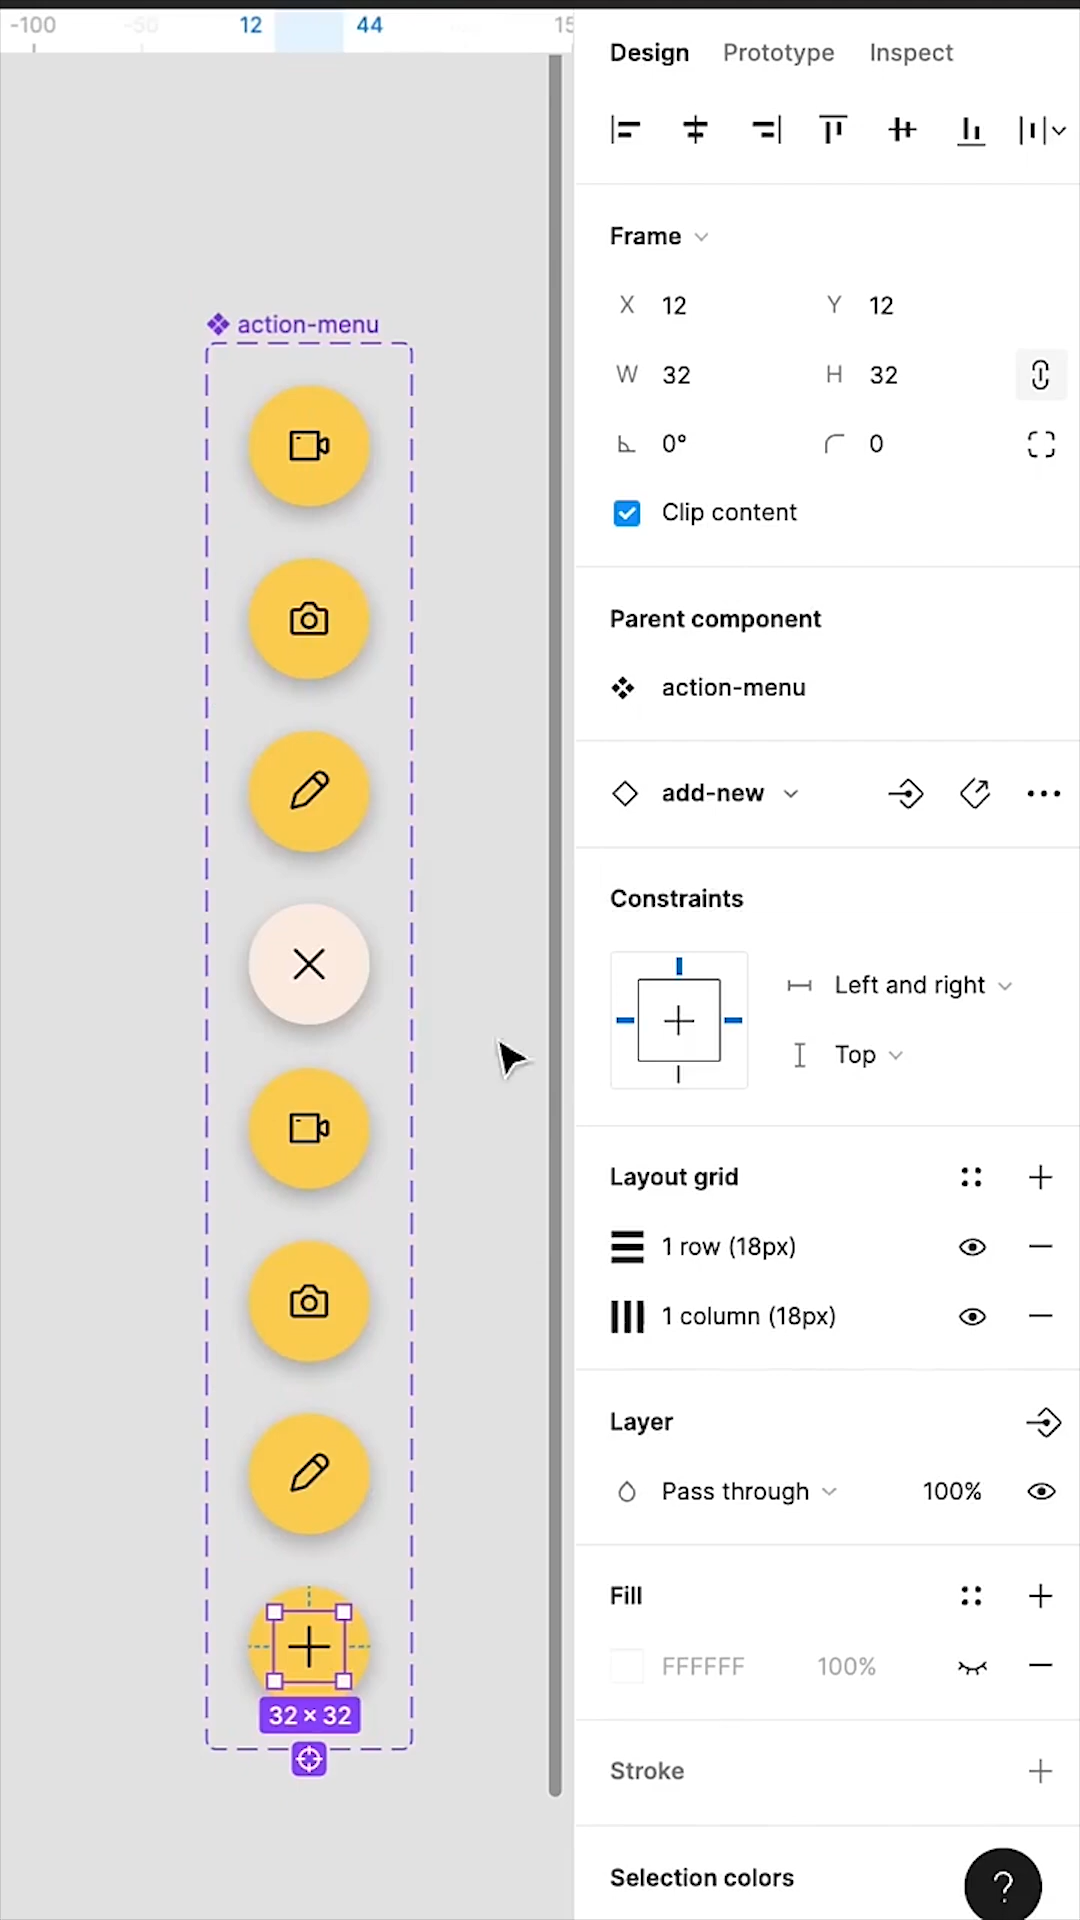 -100 -50 12 44 15
Design Prototype Inspect
Frame
X 12 Y 12
W 32 H 32
0° 0
Clip content
action-menu
Parent component
action-menu
add-new
Constraints
Left and right
Top
Layout grid
1 row (18px)
1 column (18px)
Layer
Pass through 100%
Fill
FFFFFF 100%
32 × 32
Stroke
Selection colors
?